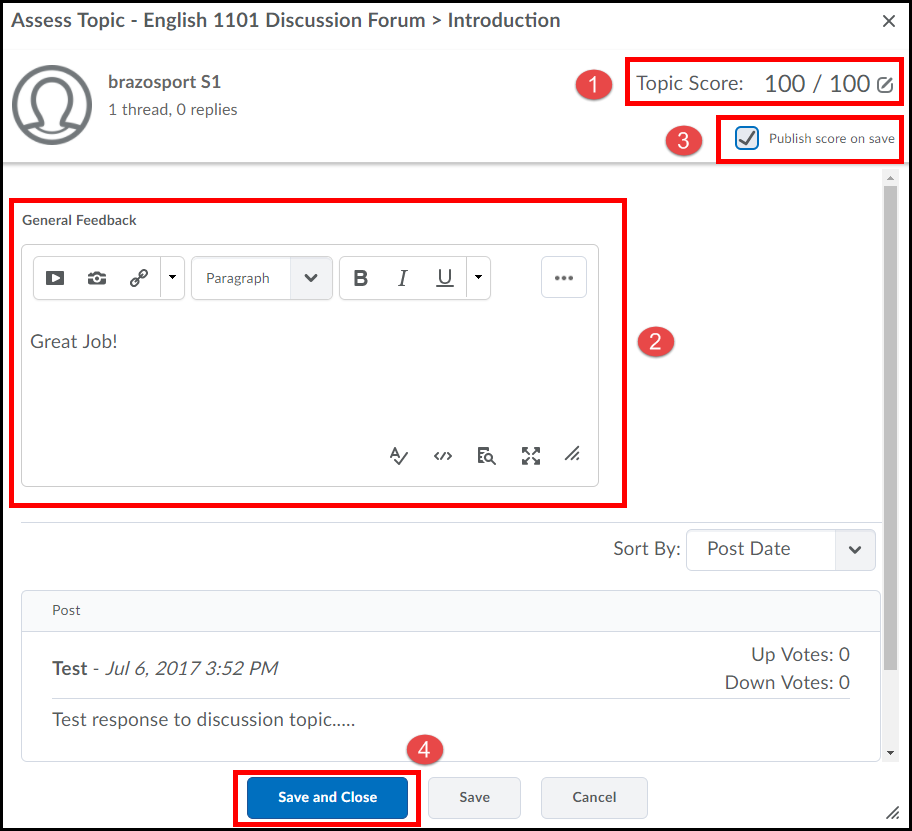 Assess Topic - English 1101 Discussion Forum > Introduction
brazosport S1
1 thread, 0 replies
1
Topic Score: 100 / 100
3
Publish score on save
General Feedback
Paragraph
B I U
Great Job!
2
Sort By: Post Date
Post
Test - Jul 6, 2017 3:52 PM
Up Votes: 0
Down Votes: 0
Test response to discussion topic.....
4
Save and Close Save Cancel